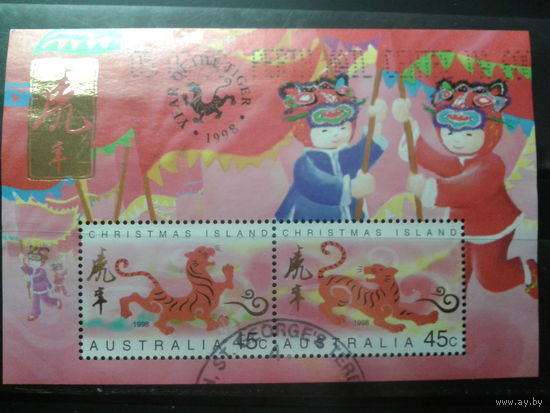 虎
年
YEAR OF THE TIGER
1998
CHRISTMAS ISLAND
虎年
1998
45c
AUSTRALIA
CHRISTMAS ISLAND
虎年
1998
45c
AUSTRALIA
ST. GEORGE'S TERR
www.ay.by